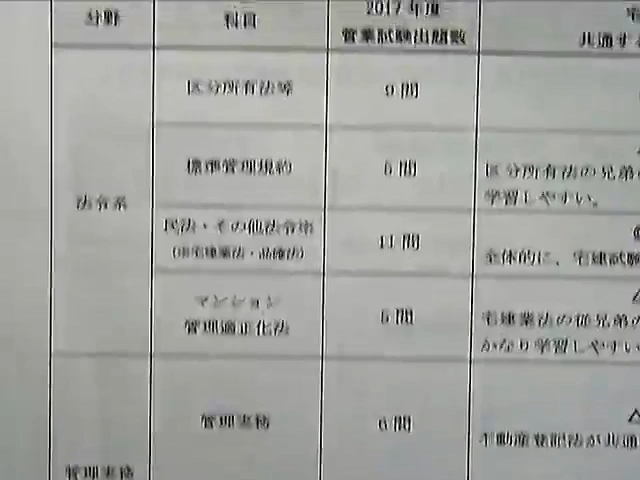 分野
科目
2017年度
管業試験出題数
共通す
区分所有法等
9問
標準管理規約
区分所有法の兄弟
学習しやすい。
法令系
民法・その他法令等
11問
(※宅建業法・品確法)
全体的に、宅建試験
マンション
管理適正化法
5問
宅建業法の従兄弟の
かなり学習しやすい
管理実務
6問
不動産登記法が共通
管理実務